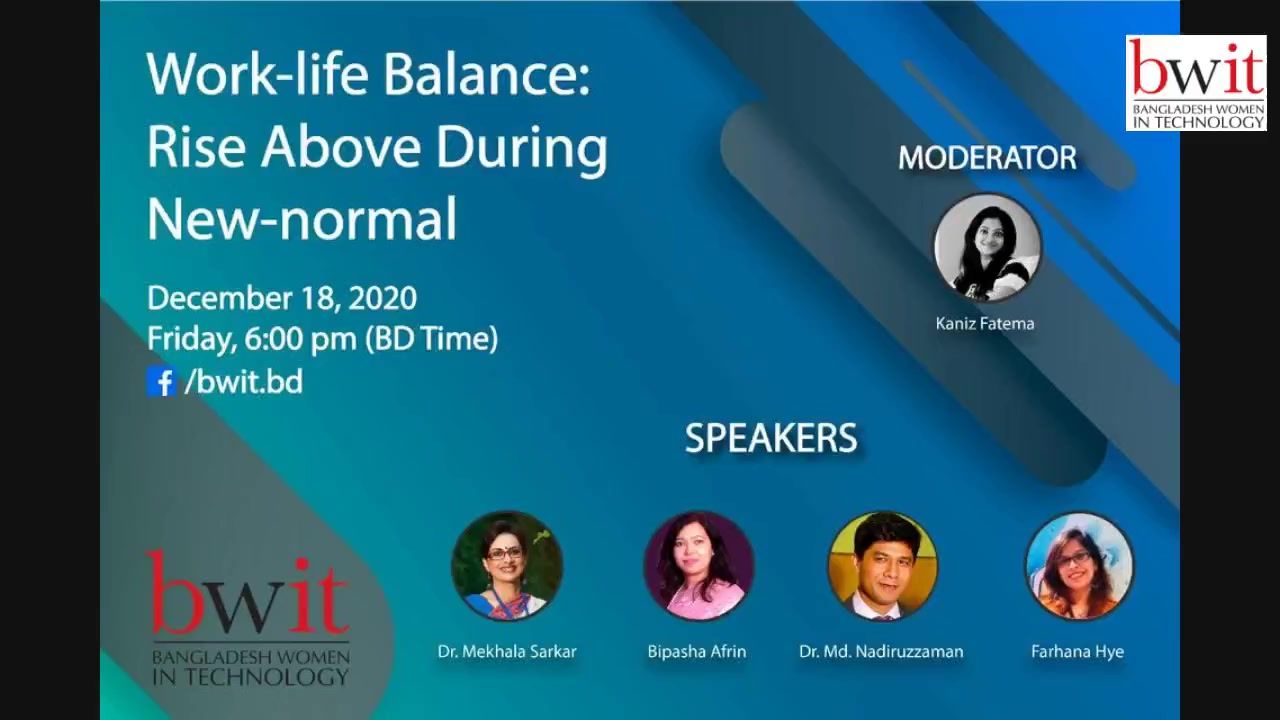 Work-life Balance:
Rise Above During
New-normal
December 18, 2020
Friday, 6:00 pm (BD Time)
f /bwit.bd
bwit
BANGLADESH WOMEN
IN TECHNOLOGY
MODERATOR
Kaniz Fatema
SPEAKERS
Dr. Mekhala Sarkar
Bipasha Afrin
Dr. Md. Nadiruzzaman
Farhana Hye
bwit
BANGLADESH WOMEN
IN TECHNOLOGY